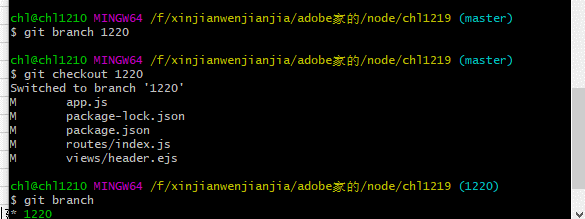 chl@chl1210 MINGW64 /f/xinjianwenjianjia/adobe家的/node/chl1219 (master)
$ git branch 1220
chl@chl1210 MINGW64 /f/xinjianwenjianjia/adobe家的/node/chl1219 (master)
$ git checkout 1220
Switched to branch '1220'
M       app.js
M       package-lock.json
M       package.json
M       routes/index.js
M       views/header.ejs
chl@chl1210 MINGW64 /f/xinjianwenjianjia/adobe家的/node/chl1219 (1220)
$ git branch
* 1220